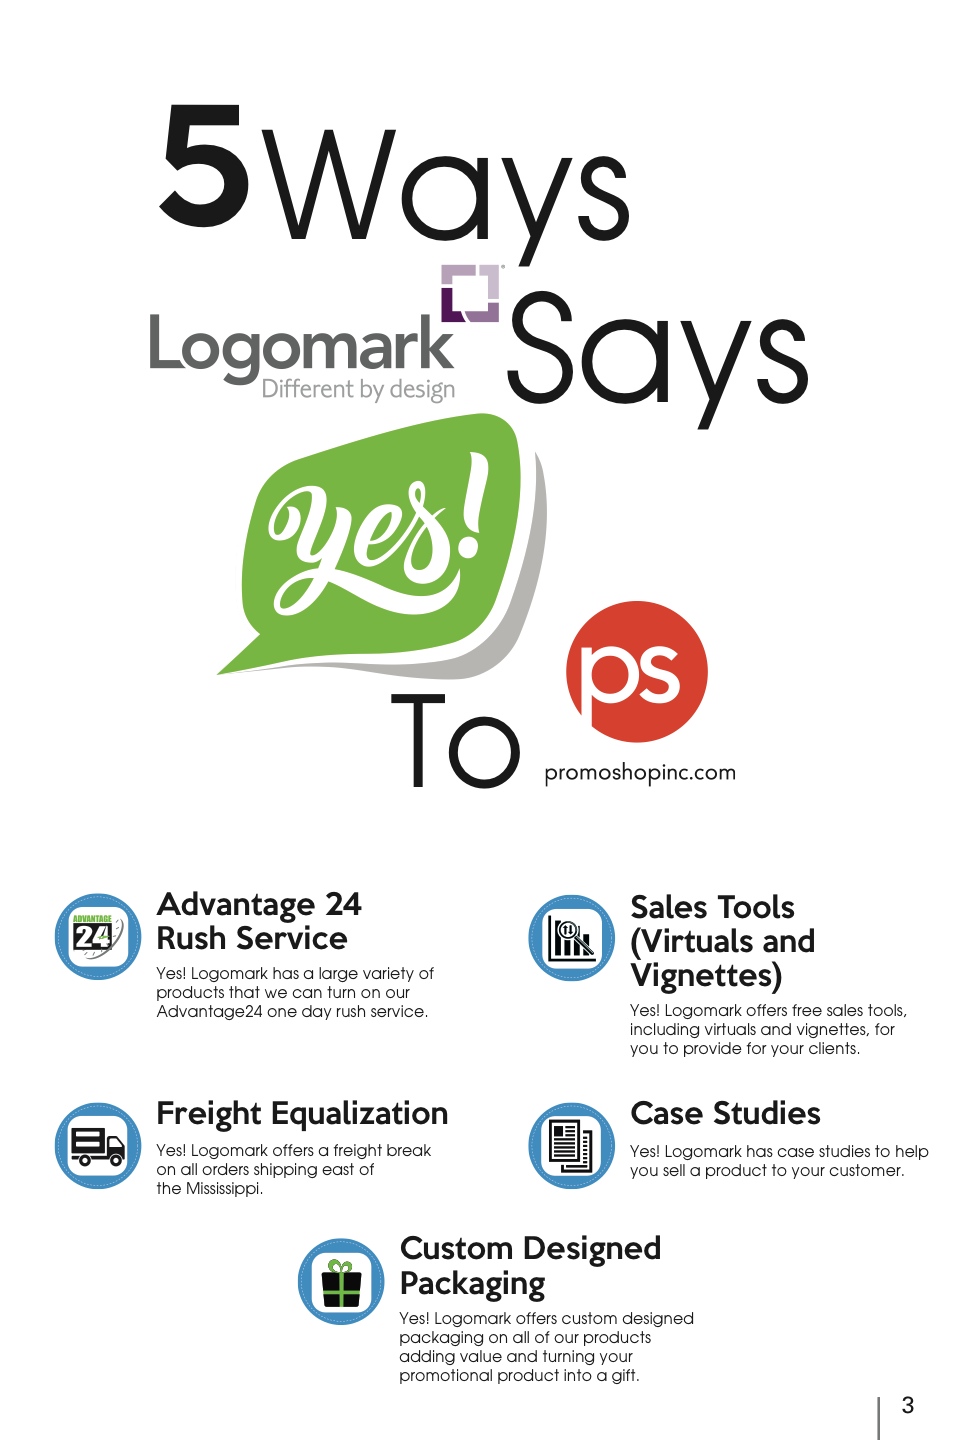 5 Ways
Logomark
Different by design
Says
yes!
To
ps
promoshopinc.com
ADVANTAGE
24
Advantage 24
Rush Service
Yes! Logomark has a large variety of
products that we can turn on our
Advantage24 one day rush service.
Sales Tools
(Virtuals and
Vignettes)
Yes! Logomark offers free sales tools,
including virtuals and vignettes, for
you to provide for your clients.
Freight Equalization
Yes! Logomark offers a freight break
on all orders shipping east of
the Mississippi.
Case Studies
Yes! Logomark has case studies to help
you sell a product to your customer.
Custom Designed
Packaging
Yes! Logomark offers custom designed
packaging on all of our products
adding value and turning your
promotional product into a gift.
3